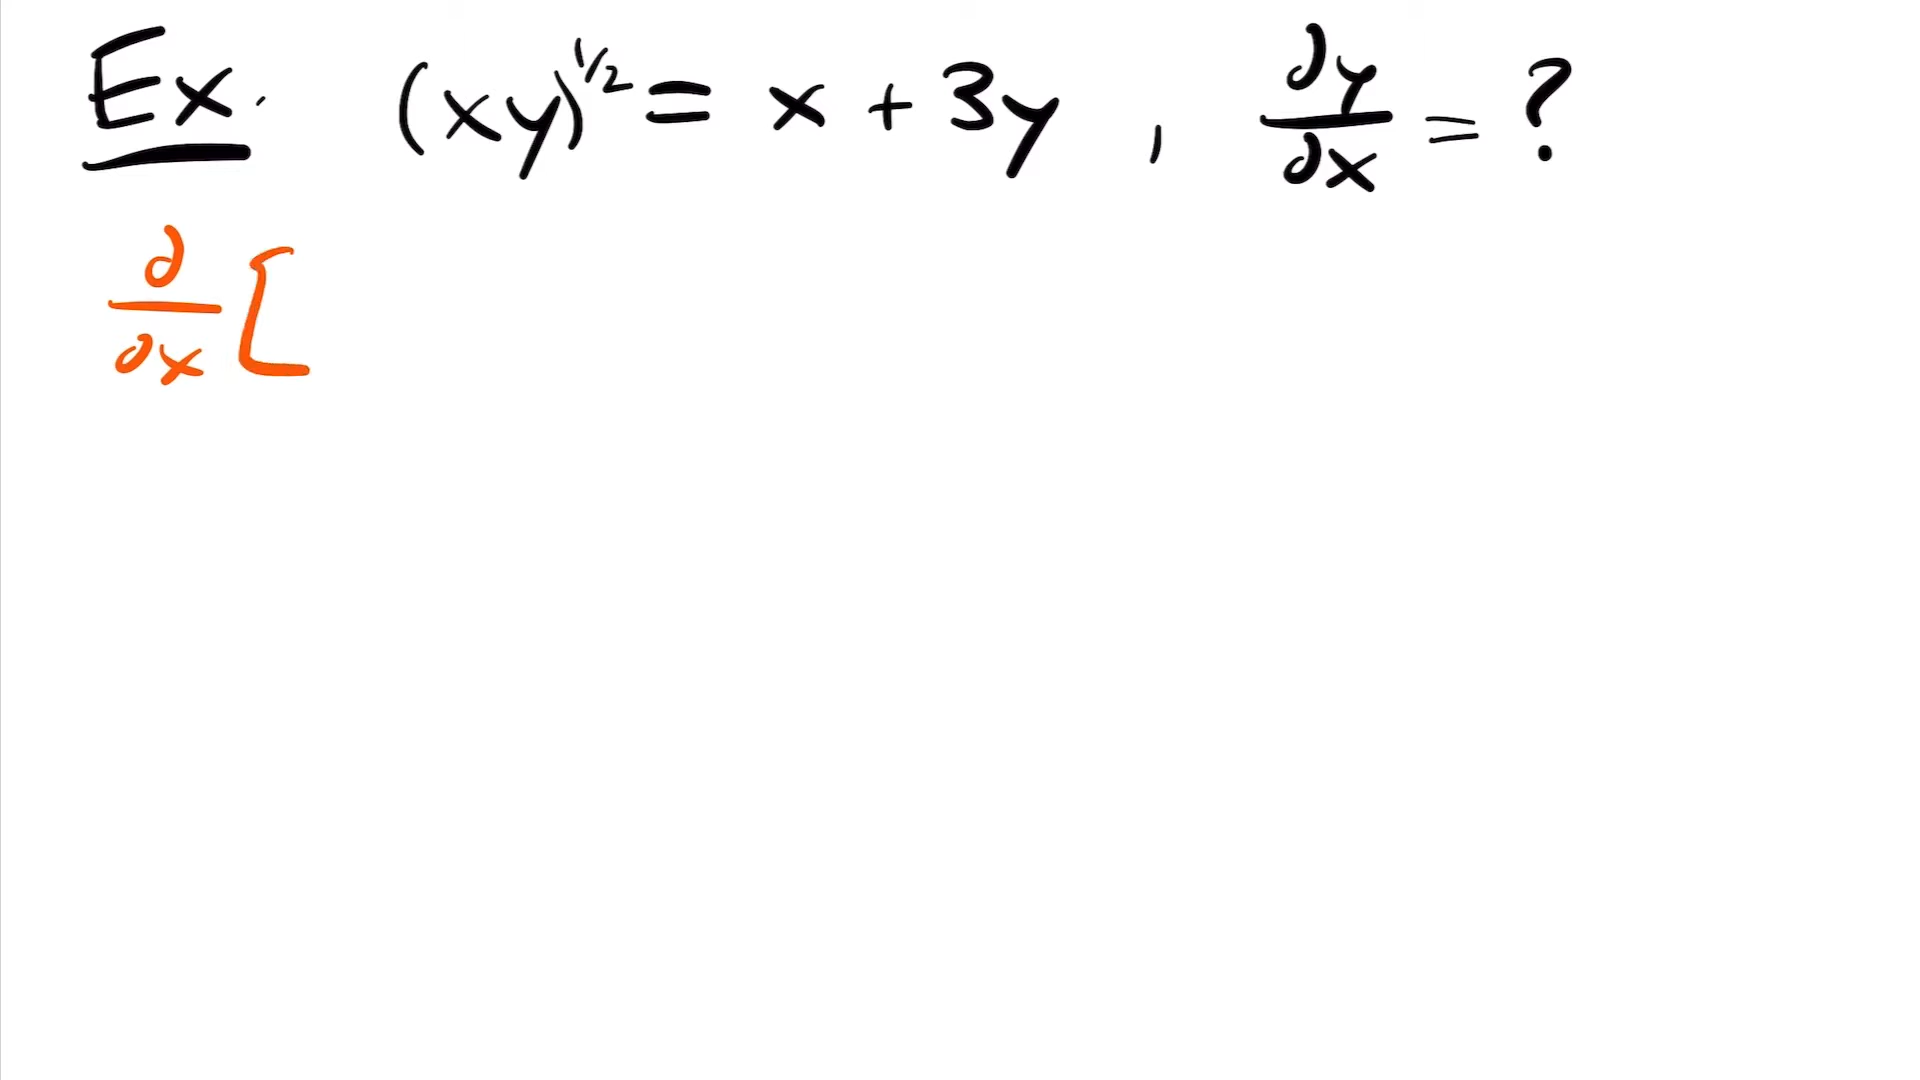 Ex. (xy)^{1/2} = x + 3y , ∂y/∂x = ?
∂/∂x [